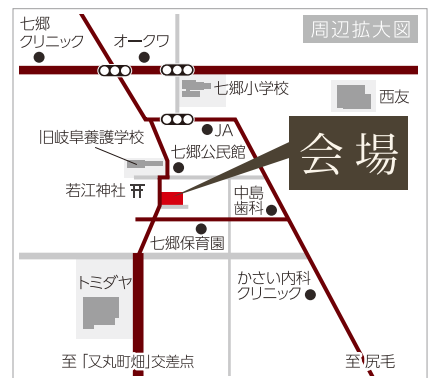 七郷
クリニック
オークワ
周辺拡大図
七郷小学校
西友
JA
旧岐阜養護学校
七郷公民館
会場
若江神社
中島
歯科
七郷保育園
かさい内科
クリニック
トミダヤ
至「又丸町畑」交差点
至 尻毛